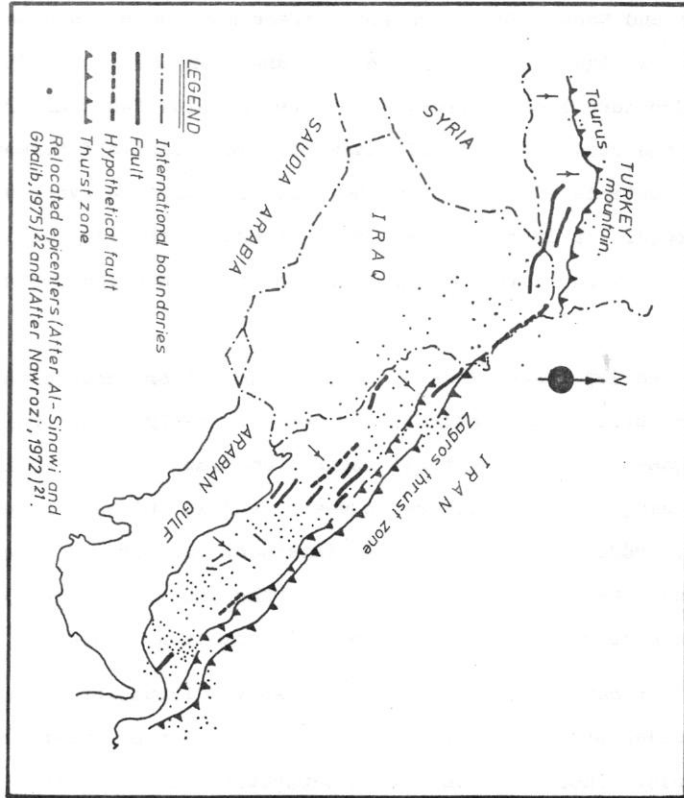 TURKEY
Taurus mountain.
SYRIA
IRAQ
SAUDIA ARABIA
IRAN
Zagros thrust zone
ARABIAN GULF
N
LEGEND
International boundaries
Fault
Hypothetical fault
Thurst zone
Relocated epicenters (After Al-Sinawi and
Ghalib, 1975)22 and (After Nawrozi, 1972)21.